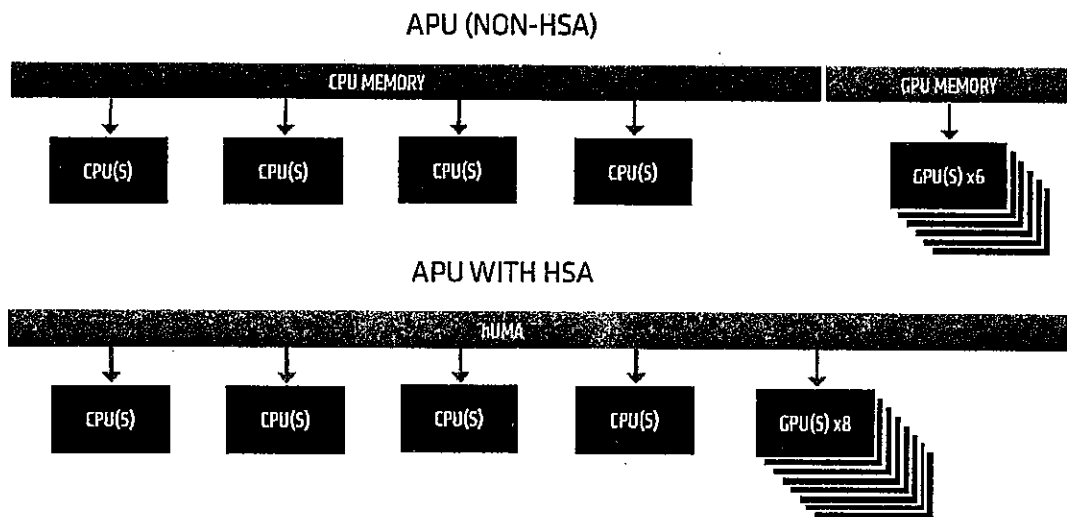 APU (NON-HSA)
CPU MEMORY GPU MEMORY
CPU(S) CPU(S) CPU(S) CPU(S) GPU(S) x6
APU WITH HSA
hUMA
CPU(S) CPU(S) CPU(S) CPU(S) GPU(S) x8